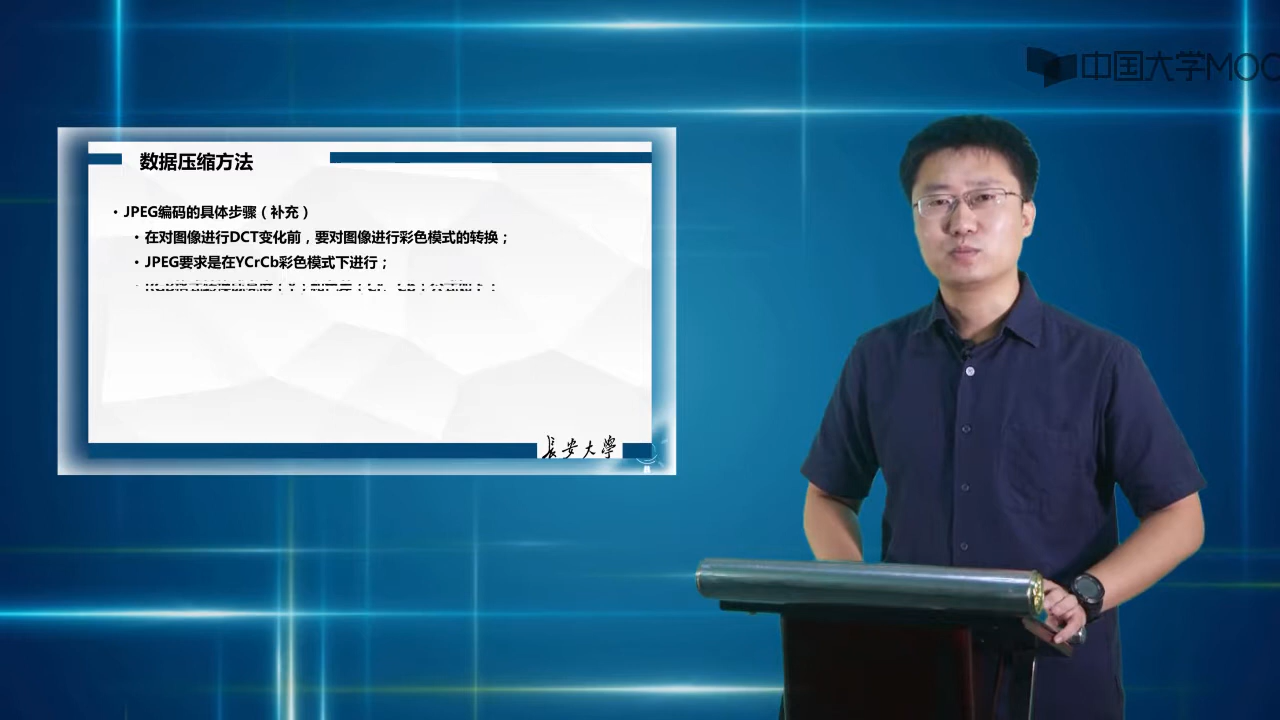 中国大学MOO
数据压缩方法
• JPEG编码的具体步骤（补充）
• 在对图像进行DCT变化前，要对图像进行彩色模式的转换；
• JPEG要求是在YCrCb彩色模式下进行；
长安大學